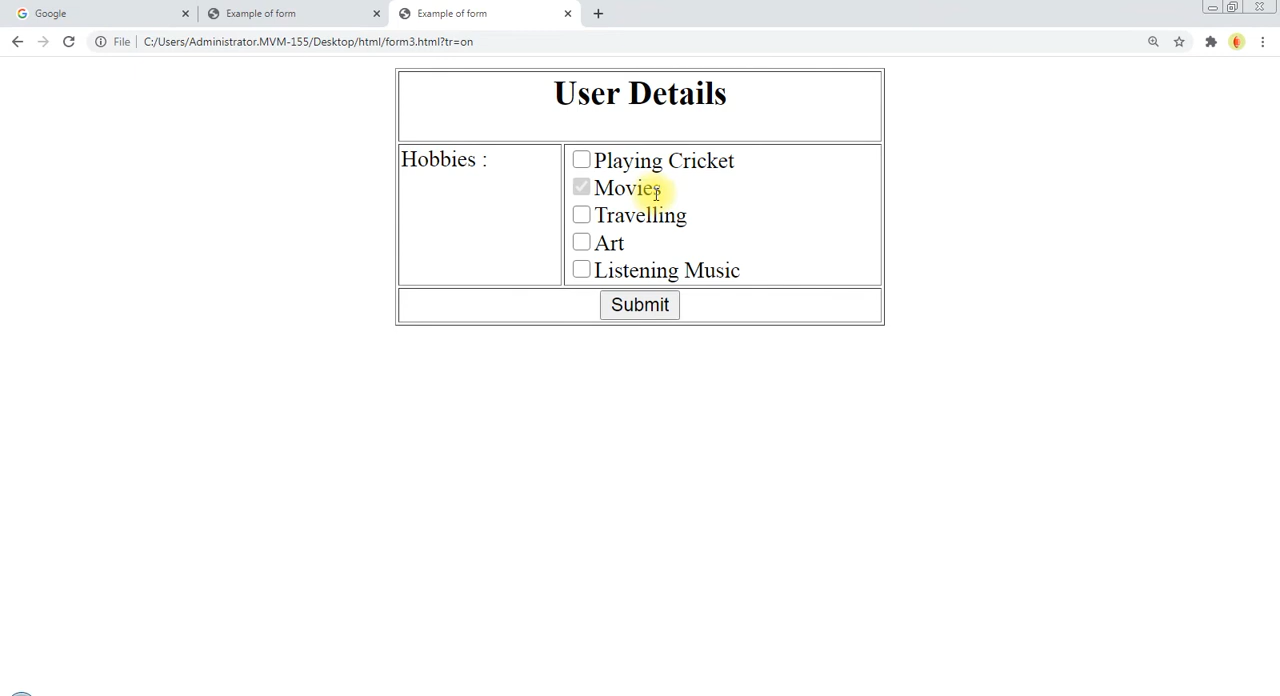 Google
Example of form
Example of form
File
C:/Users/Administrator.MVM-155/Desktop/html/form3.html?tr=on
User Details
Hobbies :
Playing Cricket
Movies
Travelling
Art
Listening Music
Submit